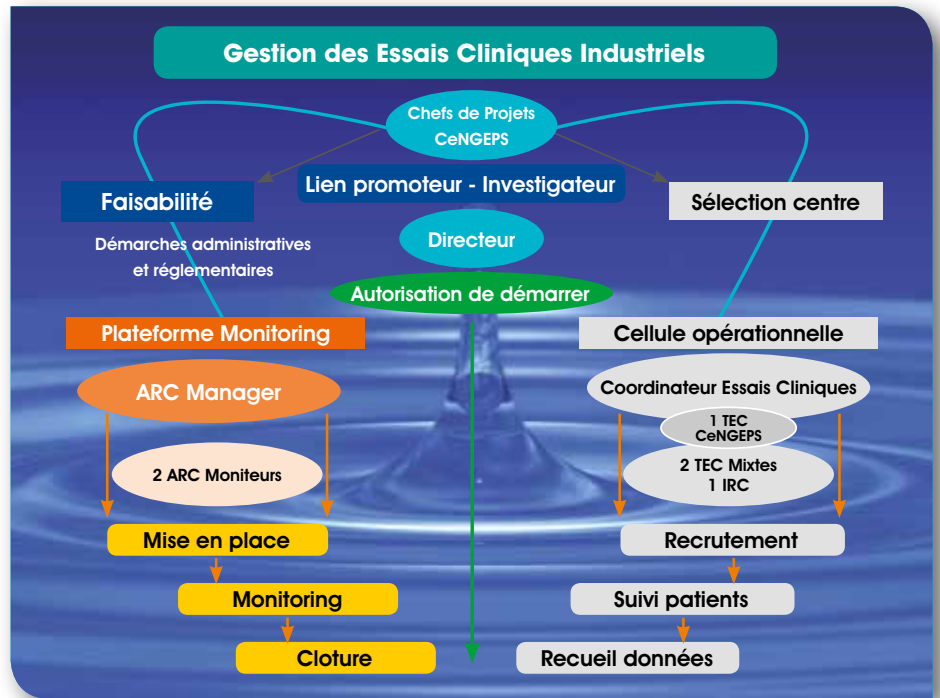 Gestion des Essais Cliniques Industriels
Chefs de Projets
CeNGEPS
Lien promoteur - Investigateur
Faisabilité
Sélection centre
Démarches administratives
et réglementaires
Directeur
Autorisation de démarrer
Plateforme Monitoring
Cellule opérationnelle
ARC Manager
Coordinateur Essais Cliniques
1 TEC
CeNGEPS
2 ARC Moniteurs
2 TEC Mixtes
1 IRC
Mise en place
Recrutement
Monitoring
Suivi patients
Cloture
Recueil données